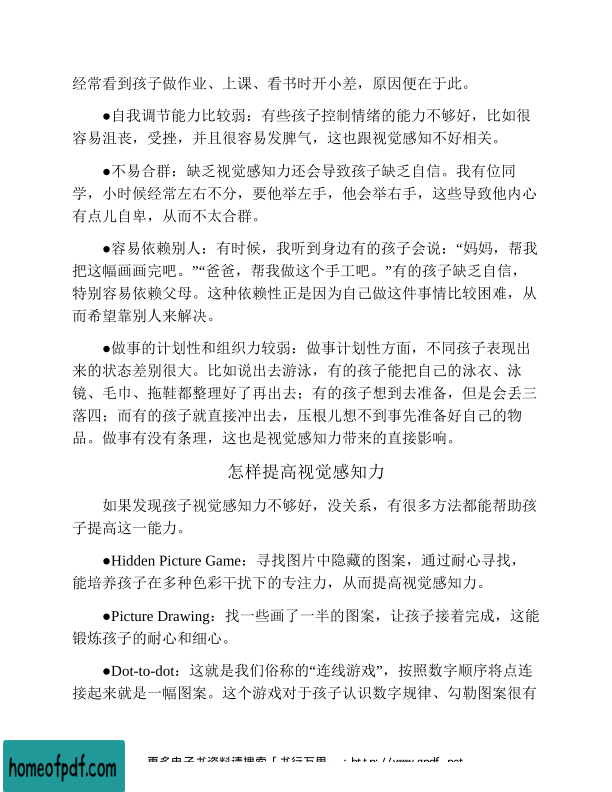 经常看到孩子做作业、上课、看书时开小差，原因便在于此。
●自我调节能力比较弱：有些孩子控制情绪的能力不够好，比如很
容易沮丧，受挫，并且很容易发脾气，这也跟视觉感知不好相关。
●不易合群：缺乏视觉感知力还会导致孩子缺乏自信。我有位同
学，小时候经常左右不分，要他举左手，他会举右手，这些导致他内心
有点儿自卑，从而不太合群。
●容易依赖别人：有时候，我听到身边有的孩子会说：“妈妈，帮我
把这幅画画完吧。”“爸爸，帮我做这个手工吧。”有的孩子缺乏自信，
特别容易依赖父母。这种依赖性正是因为自己做这件事情比较困难，从
而希望靠别人来解决。
●做事的计划性和组织力较弱：做事计划性方面，不同孩子表现出
来的状态差别很大。比如说出去游泳，有的孩子能把自己的泳衣、泳
镜、毛巾、拖鞋都整理好了再出去；有的孩子想到去准备，但是会丢三
落四；而有的孩子就直接冲出去，压根儿想不到事先准备好自己的物
品。做事有没有条理，这也是视觉感知力带来的直接影响。
怎样提高视觉感知力
如果发现孩子视觉感知力不够好，没关系，有很多方法都能帮助孩
子提高这一能力。
●Hidden Picture Game：寻找图片中隐藏的图案，通过耐心寻找，
能培养孩子在多种色彩干扰下的专注力，从而提高视觉感知力。
●Picture Drawing：找一些画了一半的图案，让孩子接着完成，这能
锻炼孩子的耐心和细心。
●Dot-to-dot：这就是我们俗称的“连线游戏”，按照数字顺序将点连
接起来就是一幅图案。这个游戏对于孩子认识数字规律、勾勒图案很有
更多电子书资料请搜索「书行万里
homeofpdf.com